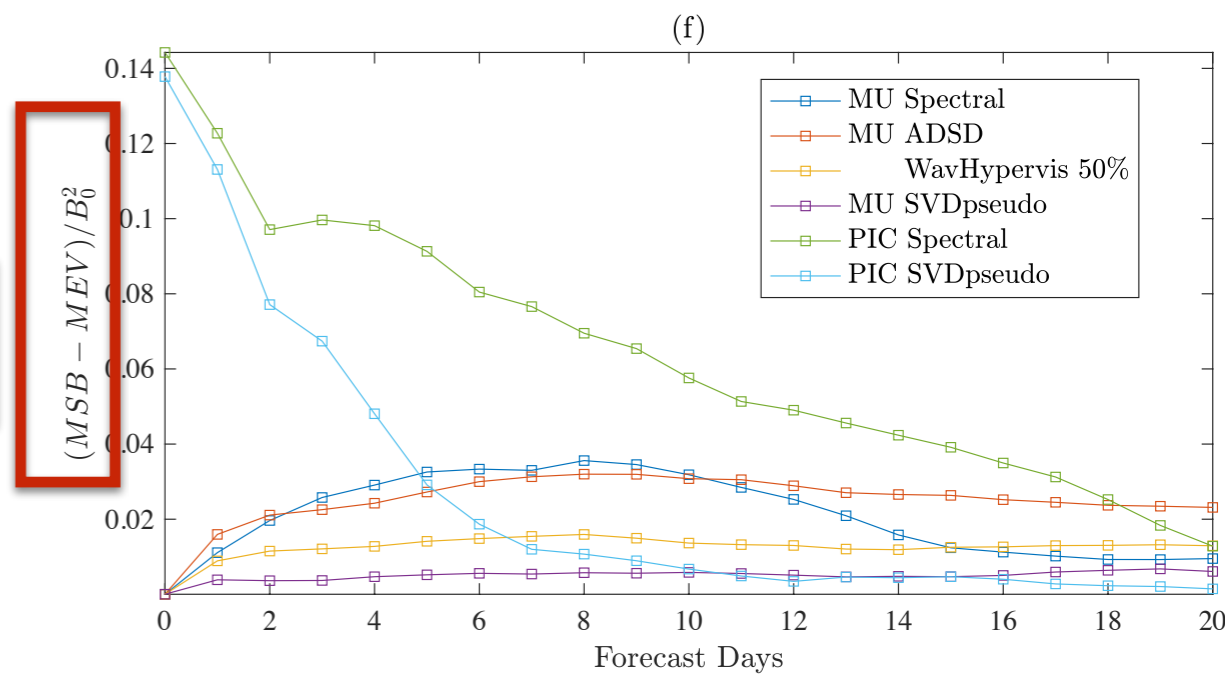 (f)
(MSB − MEV)/B₀²
0.14
0.12
0.1
0.08
0.06
0.04
0.02
0 2 4 6 8 10 12 14 16 18 20
Forecast Days
MU Spectral
MU ADSD
WavHypervis 50%
MU SVDpseudo
PIC Spectral
PIC SVDpseudo